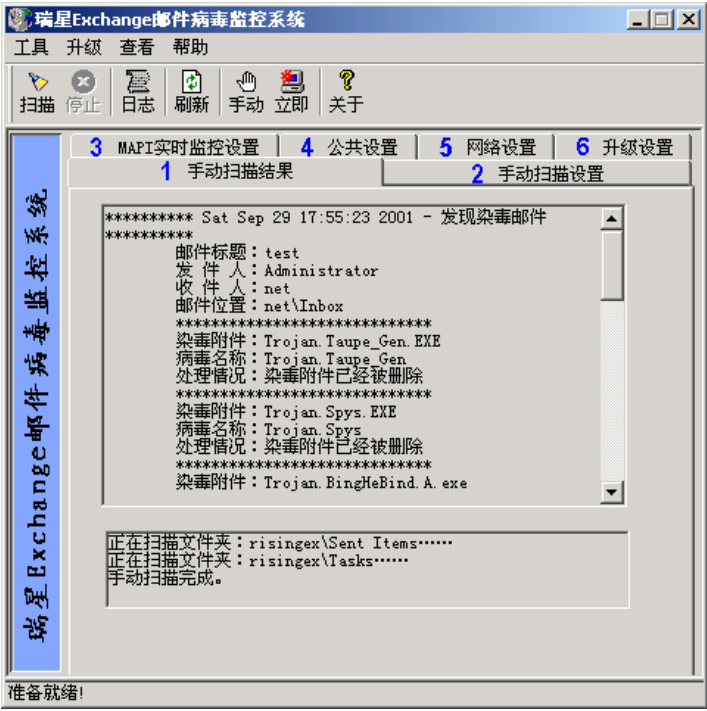 瑞星Exchange邮件病毒监控系统
工具 升级 查看 帮助
扫描 停止 日志 刷新 手动 立即 关于
3 MAPI实时监控设置 4 公共设置 5 网络设置 6 升级设置
1 手动扫描结果 2 手动扫描设置
瑞星Exchange邮件病毒监控系统
********** Sat Sep 29 17:55:23 2001 - 发现染毒邮件
**********
邮件标题：test
发 件 人：Administrator
收 件 人：net
邮件位置：net\Inbox
*****************************
染毒附件：Trojan.Taupe_Gen.EXE
病毒名称：Trojan.Taupe_Gen
处理情况：染毒附件已经被删除
*****************************
染毒附件：Trojan.Spys.EXE
病毒名称：Trojan.Spys
处理情况：染毒附件已经被删除
*****************************
染毒附件：Trojan.BingHeBind.A.exe
正在扫描文件夹：risingex\Sent Items……
正在扫描文件夹：risingex\Tasks……
手动扫描完成。
准备就绪!